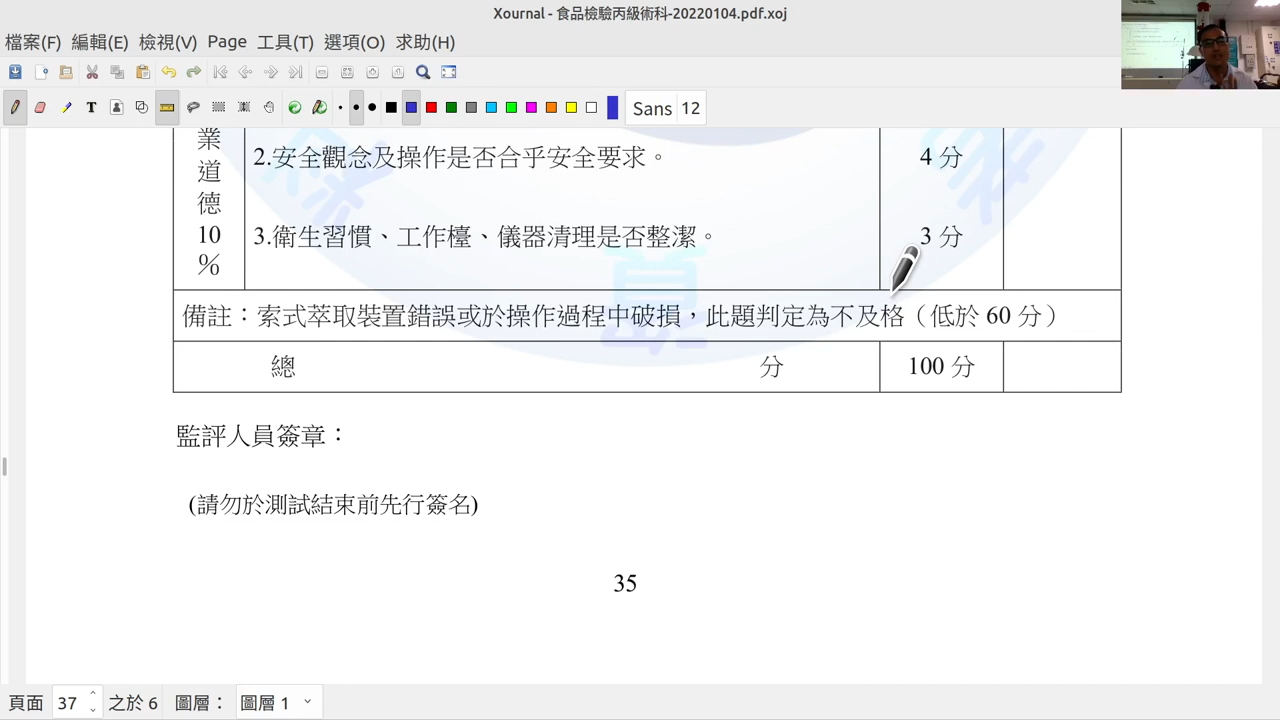 Xournal - 食品檢驗丙級術科-20220104.pdf.xoj
檔案(F) 編輯(E) 檢視(V) Page (O) 求助
Sans 12
業道德10%
2.安全觀念及操作是否合乎安全要求。 4 分
3.衛生習慣、工作檯、儀器清理是否整潔。 3 分
備註：索式萃取裝置錯誤或於操作過程中破損，此題判定為不及格（低於 60 分）
總 分 100 分
監評人員簽章：
(請勿於測試結束前先行簽名)
35
頁面 37 之於 6 圖層： 圖層 1